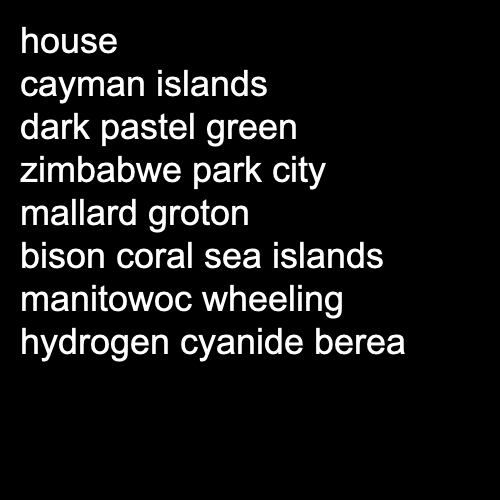 house
cayman islands
dark pastel green
zimbabwe park city
mallard groton
bison coral sea islands
manitowoc wheeling
hydrogen cyanide berea